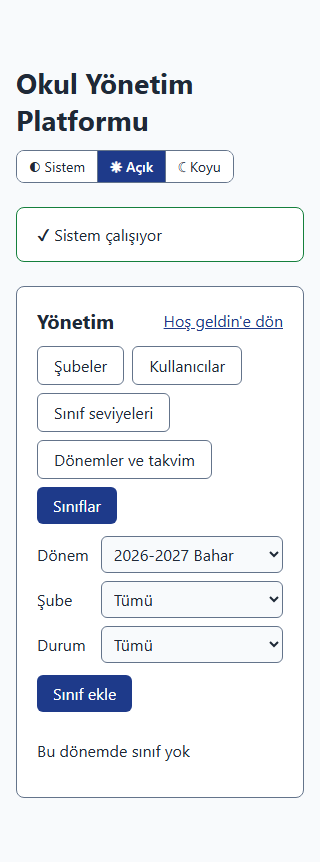 Okul Yönetim
Platformu
Sistem Açık Koyu
✓ Sistem çalışıyor
Yönetim Hoş geldin'e dön
Şubeler Kullanıcılar
Sınıf seviyeleri
Dönemler ve takvim
Sınıflar
Dönem 2026-2027 Bahar
Şube Tümü
Durum Tümü
Sınıf ekle
Bu dönemde sınıf yok